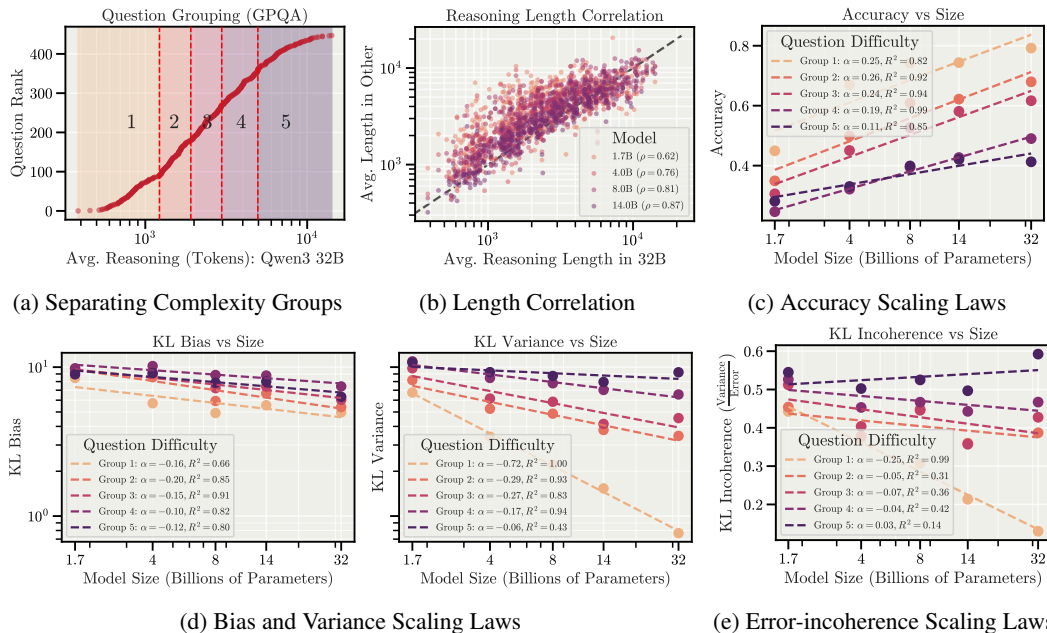 Question Grouping (GPQA)
Question Rank
400
300
200
100
0
1 2 3 4 5
10³ 10⁴
Avg. Reasoning (Tokens): Qwen3 32B
(a) Separating Complexity Groups
Reasoning Length Correlation
Avg. Length in Other
10⁴
10³
Model
1.7B (ρ = 0.62)
4.0B (ρ = 0.76)
8.0B (ρ = 0.81)
14.0B (ρ = 0.87)
10³ 10⁴
Avg. Reasoning Length in 32B
(b) Length Correlation
Accuracy vs Size
Accuracy
0.8
0.6
0.4
Question Difficulty
Group 1: α = 0.25, R² = 0.82
Group 2: α = 0.26, R² = 0.92
Group 3: α = 0.24, R² = 0.94
Group 4: α = 0.19, R² = 0.99
Group 5: α = 0.11, R² = 0.85
1.7 4 8 14 32
Model Size (Billions of Parameters)
(c) Accuracy Scaling Laws
KL Bias vs Size
KL Bias
10¹
10⁰
Question Difficulty
Group 1: α = −0.16, R² = 0.66
Group 2: α = −0.20, R² = 0.85
Group 3: α = −0.15, R² = 0.91
Group 4: α = −0.10, R² = 0.82
Group 5: α = −0.12, R² = 0.80
1.7 4 8 14 32
Model Size (Billions of Parameters)
KL Variance vs Size
KL Variance
10¹
10⁰
Question Difficulty
Group 1: α = −0.72, R² = 1.00
Group 2: α = −0.29, R² = 0.93
Group 3: α = −0.27, R² = 0.83
Group 4: α = −0.17, R² = 0.94
Group 5: α = −0.06, R² = 0.43
1.7 4 8 14 32
Model Size (Billions of Parameters)
(d) Bias and Variance Scaling Laws
KL Incoherence vs Size
KL Incoherence (Variance/Error)
0.6
0.5
0.4
0.3
0.2
Question Difficulty
Group 1: α = −0.25, R² = 0.99
Group 2: α = −0.05, R² = 0.31
Group 3: α = −0.07, R² = 0.36
Group 4: α = −0.04, R² = 0.42
Group 5: α = 0.03, R² = 0.14
1.7 4 8 14 32
Model Size (Billions of Parameters)
(e) Error-incoherence Scaling Laws